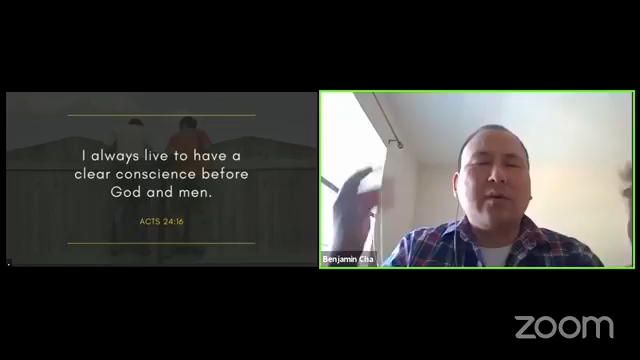 I always live to have a
clear conscience before
God and men.
ACTS 24:16
Benjamin Cha
zoom